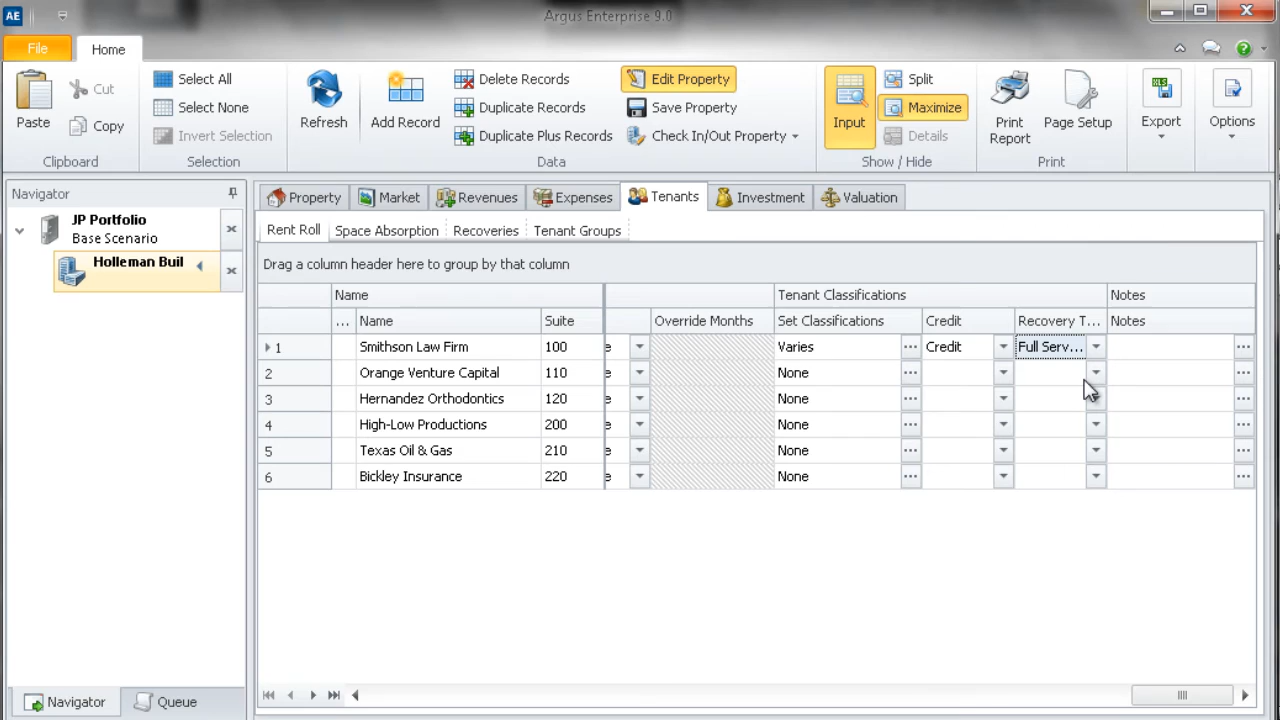 AE
Argus Enterprise 9.0
File
Home
Paste
Cut
Copy
Clipboard
Select All
Select None
Invert Selection
Selection
Refresh
Add Record
Delete Records
Duplicate Records
Duplicate Plus Records
Edit Property
Save Property
Check In/Out Property
Data
Input
Split
Maximize
Details
Show / Hide
Print Report
Page Setup
Print
XLS
Export
Options
Navigator
JP Portfolio
Base Scenario
Holleman Buil
Property Market Revenues Expenses Tenants Investment Valuation
Rent Roll Space Absorption Recoveries Tenant Groups
Drag a column header here to group by that column
Name Tenant Classifications Notes
... Name Suite Override Months Set Classifications Credit Recovery T... Notes
1 Smithson Law Firm 100 e Varies ... Credit Full Serv... ...
2 Orange Venture Capital 110 e None ... ...
3 Hernandez Orthodontics 120 e None ... ...
4 High-Low Productions 200 e None ... ...
5 Texas Oil & Gas 210 e None ... ...
6 Bickley Insurance 220 e None ... ...
Navigator Queue